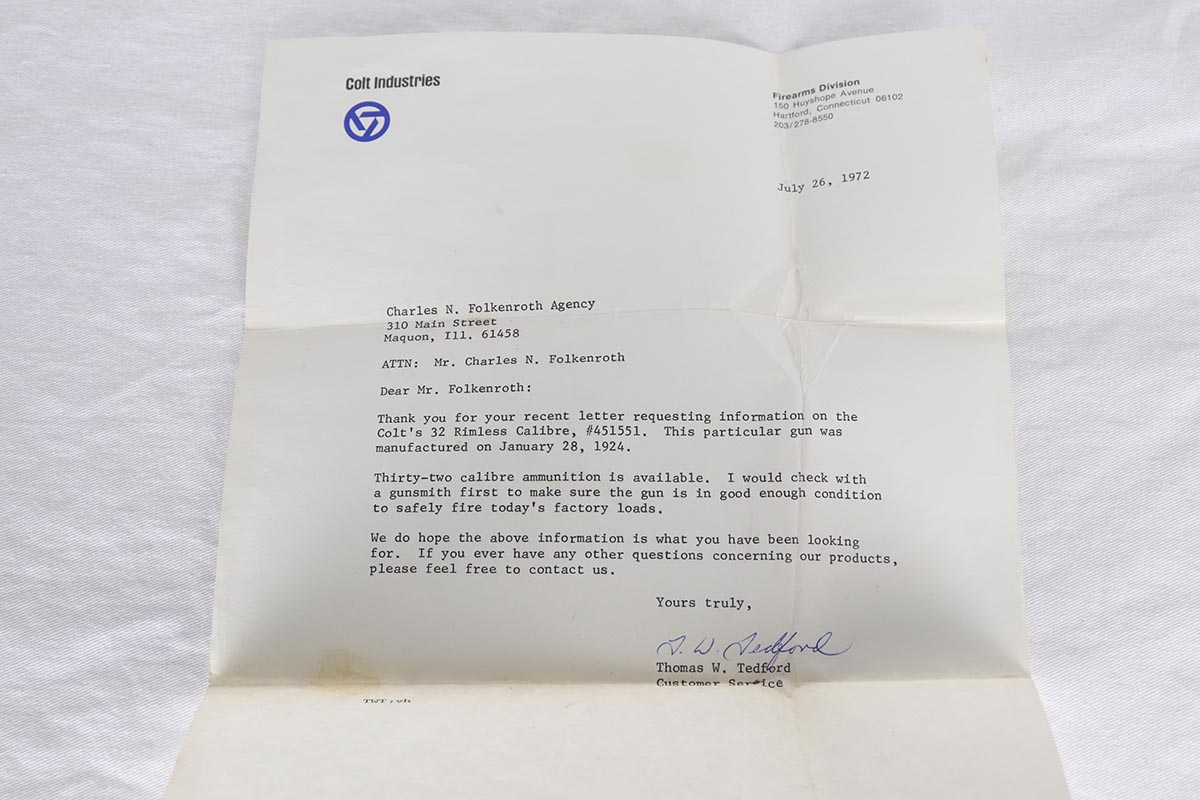 Colt Industries
Firearms Division
150 Huyshope Avenue
Hartford, Connecticut 06102
203/278-8550
July 26, 1972
Charles N. Folkenroth Agency
310 Main Street
Maquon, Ill. 61458
ATTN: Mr. Charles N. Folkenroth
Dear Mr. Folkenroth:
Thank you for your recent letter requesting information on the
Colt's 32 Rimless Calibre, #451551. This particular gun was
manufactured on January 28, 1924.
Thirty-two calibre ammunition is available. I would check with
a gunsmith first to make sure the gun is in good enough condition
to safely fire today's factory loads.
We do hope the above information is what you have been looking
for. If you ever have any other questions concerning our products,
please feel free to contact us.
Yours truly,
T. W. Tedford
Thomas W. Tedford
Customer Service
TWT:vh